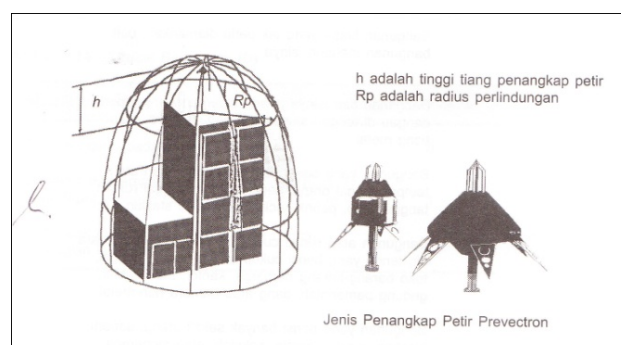 h adalah tinggi tiang penangkap petir
Rp adalah radius perlindungan
h
Rp
Jenis Penangkap Petir Prevectron